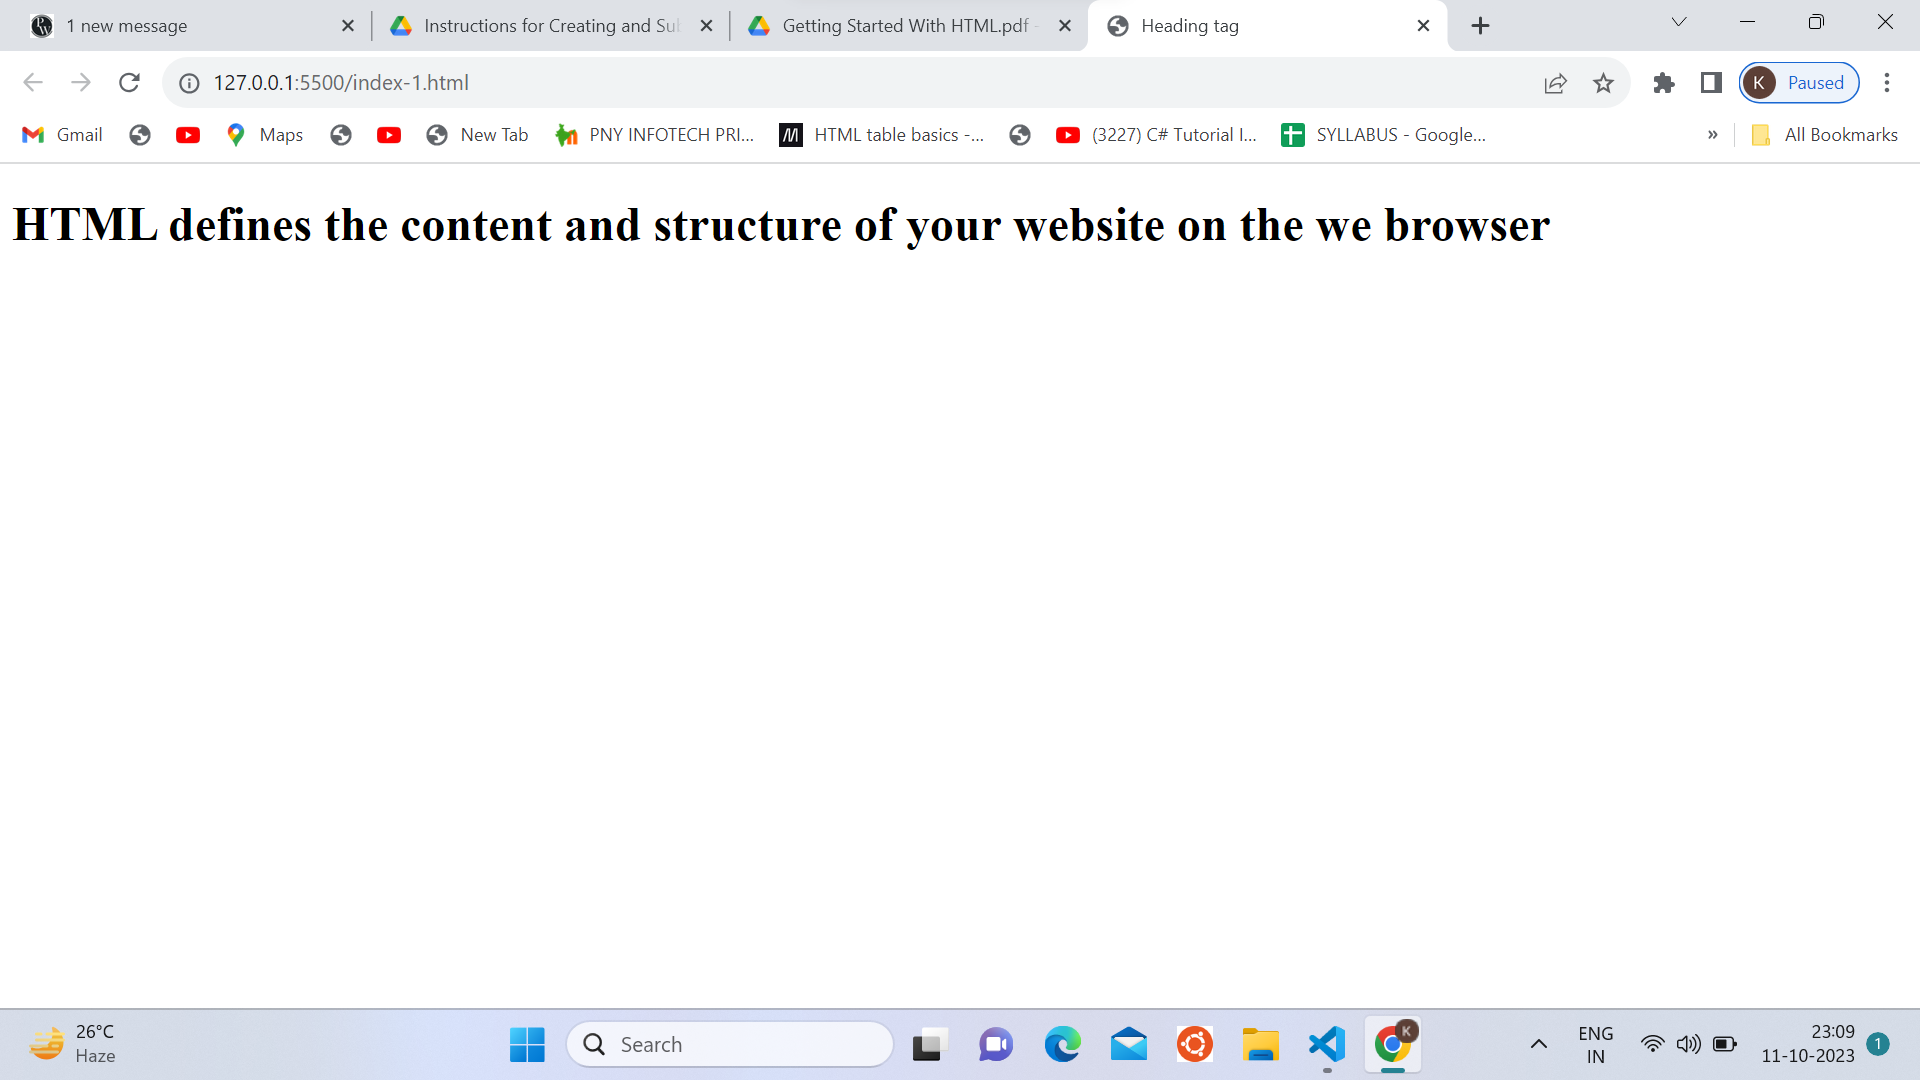 1 new message
Instructions for Creating and Sub
Getting Started With HTML.pdf -
Heading tag
127.0.0.1:5500/index-1.html
K Paused
Gmail Maps New Tab PNY INFOTECH PRI... HTML table basics -... (3227) C# Tutorial I... SYLLABUS - Google... » All Bookmarks
HTML defines the content and structure of your website on the we browser
26°C
Haze
Search
K
ENG
IN
23:09
11-10-2023
1